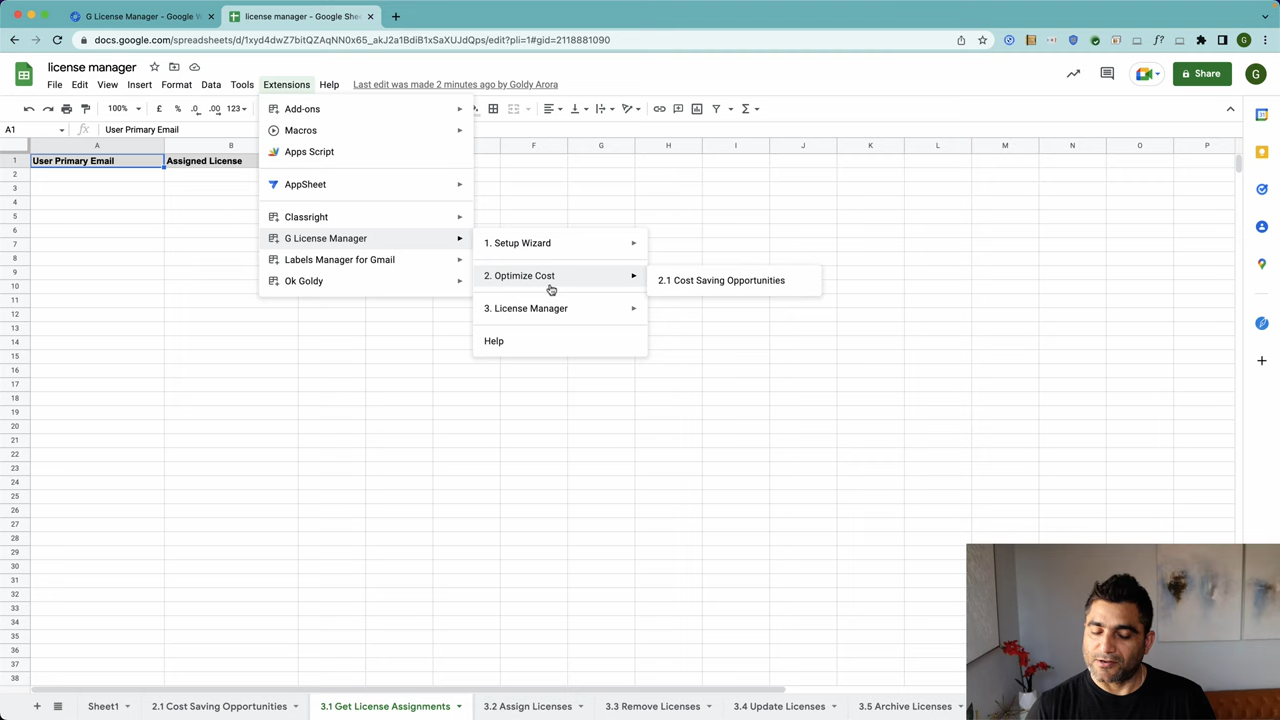 G License Manager - Google W
license manager - Google She
docs.google.com/spreadsheets/d/1xyd4dwZ7bitQZAqNN0x65_akJ2a1BdiB1xSaXUJdQps/edit?pli=1#gid=2118881090
license manager
File Edit View Insert Format Data Tools Extensions Help Last edit was made 2 minutes ago by Goldy Arora
Share
G
100% £ % .0 .00 123
A1 fx User Primary Email
A B F G H I J K L M N O P
1 User Primary Email Assigned License
2
3
4
5
6
7
8
9
10
11
12
13
14
15
16
17
18
19
20
21
22
23
24
25
26
27
28
29
30
31
32
33
34
35
36
37
38
Add-ons
Macros
Apps Script
AppSheet
Classright
G License Manager
Labels Manager for Gmail
Ok Goldy
1. Setup Wizard
2. Optimize Cost
3. License Manager
Help
2.1 Cost Saving Opportunities
Sheet1 2.1 Cost Saving Opportunities 3.1 Get License Assignments 3.2 Assign Licenses 3.3 Remove Licenses 3.4 Update Licenses 3.5 Archive Licenses